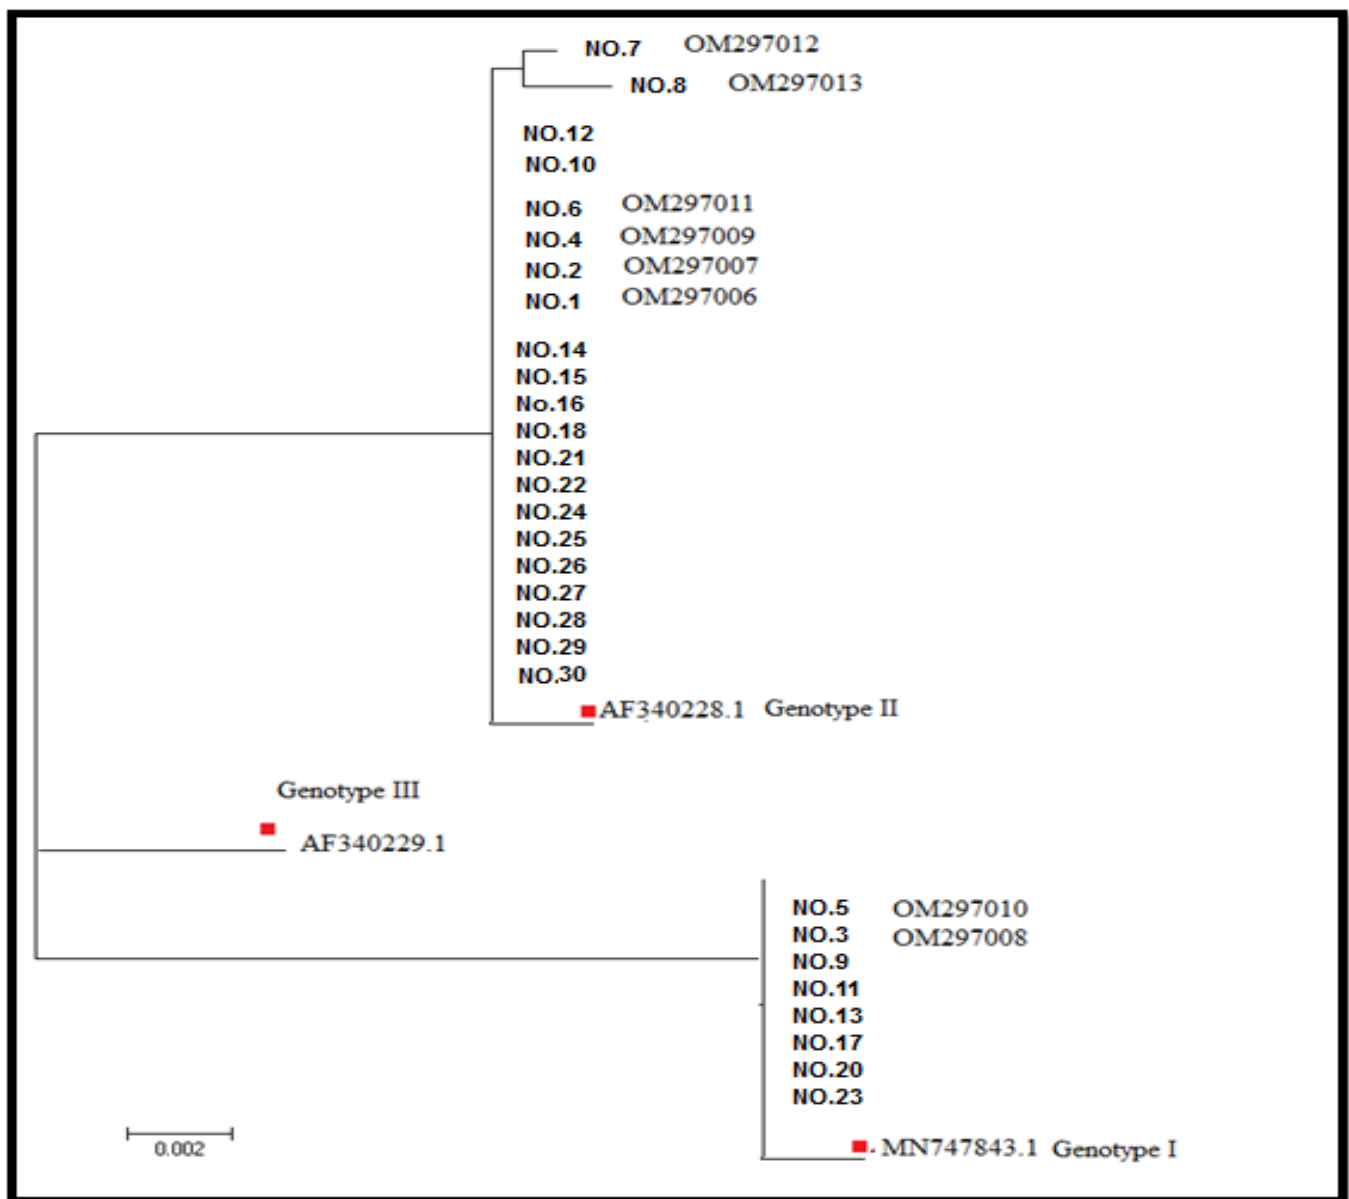 NO.7 OM297012
NO.8 OM297013
NO.12
NO.10
NO.6 OM297011
NO.4 OM297009
NO.2 OM297007
NO.1 OM297006
NO.14
NO.15
No.16
NO.18
NO.21
NO.22
NO.24
NO.25
NO.26
NO.27
NO.28
NO.29
NO.30
AF340228.1 Genotype II
Genotype III
AF340229.1
NO.5 OM297010
NO.3 OM297008
NO.9
NO.11
NO.13
NO.17
NO.20
NO.23
0.002
MN747843.1 Genotype I